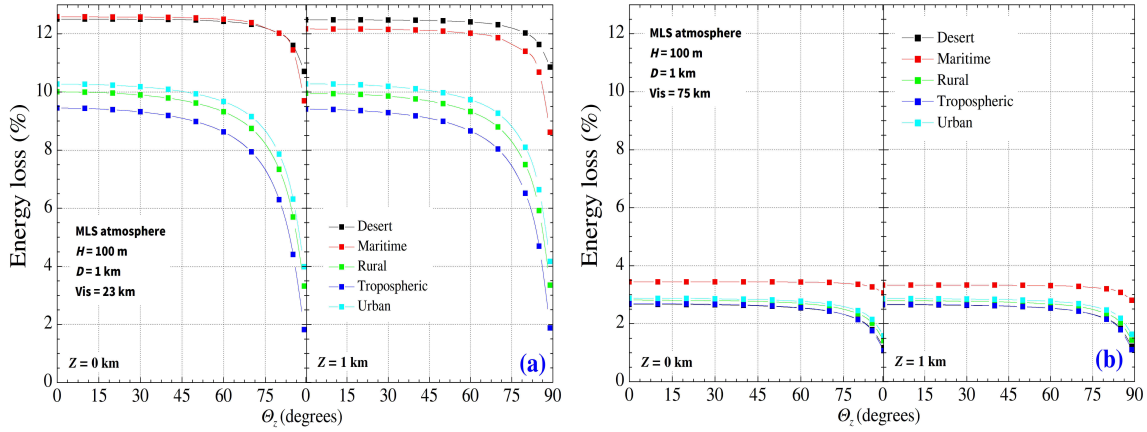 Energy loss (%)
12
10
8
6
4
2
0
MLS atmosphere
H = 100 m
D = 1 km
Vis = 23 km
Z = 0 km
Desert
Maritime
Rural
Tropospheric
Urban
Z = 1 km
(a)
0 15 30 45 60 75 0 15 30 45 60 75 90
Θz (degrees) Θz (degrees)
Energy loss (%)
12
10
8
6
4
2
0
MLS atmosphere
H = 100 m
D = 1 km
Vis = 75 km
Z = 0 km
Desert
Maritime
Rural
Tropospheric
Urban
Z = 1 km
(b)
0 15 30 45 60 75 0 15 30 45 60 75 90
Θz (degrees) Θz (degrees)